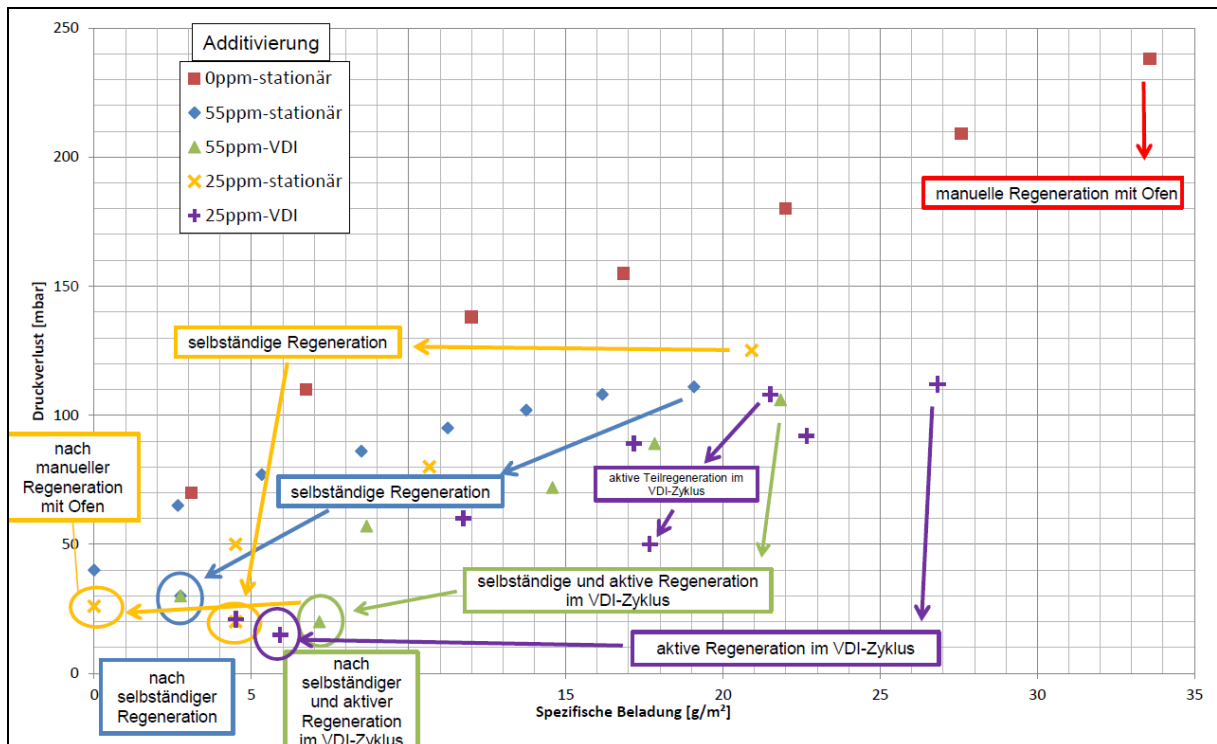 250
200
150
100
50
0
Druckverlust [mbar]
Additivierung
0ppm-stationär
55ppm-stationär
55ppm-VDI
25ppm-stationär
25ppm-VDI
manuelle Regeneration mit Ofen
selbständige Regeneration
nach
manueller
Regeneration
mit Ofen
selbständige Regeneration
aktive Teilregeneration im
VDI-Zyklus
selbständige und aktive Regeneration
im VDI-Zyklus
aktive Regeneration im VDI-Zyklus
0
5
15
20
25
30
35
nach
selbständiger
Regeneration
nach
selbständiger
und aktiver
Regeneration
im VDI-Zyklus
Spezifische Beladung [g/m²]